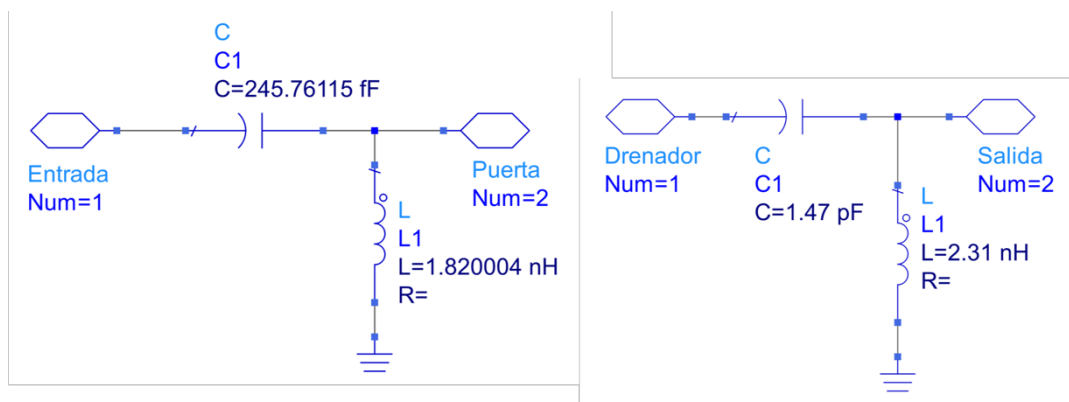 C
C1
C=245.76115 fF
Entrada
Num=1
Puerta
Num=2
L
L1
L=1.820004 nH
R=
Drenador
Num=1
C
C1
C=1.47 pF
Salida
Num=2
L
L1
L=2.31 nH
R=